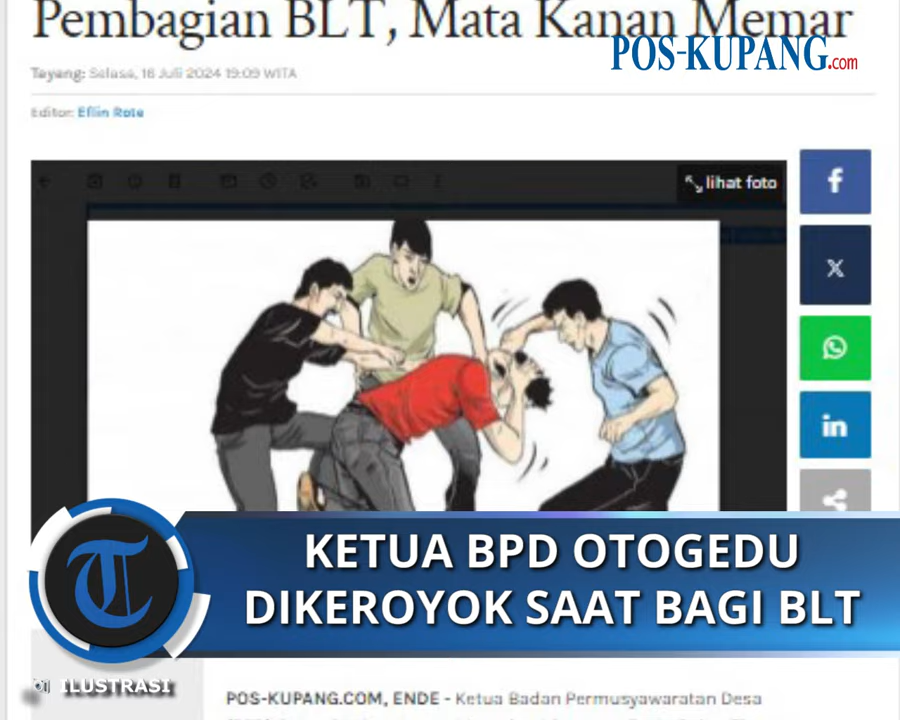 Pembagian BLT, Mata Kanan Memar
POS-KUPANG.com
Tayang: Selasa, 16 Juli 2024 19:09 WITA
Editor: Eflin Rote
lihat foto
KETUA BPD OTOGEDU
DIKEROYOK SAAT BAGI BLT
ILUSTRASI
POS-KUPANG.COM, ENDE - Ketua Badan Permusyawaratan Desa